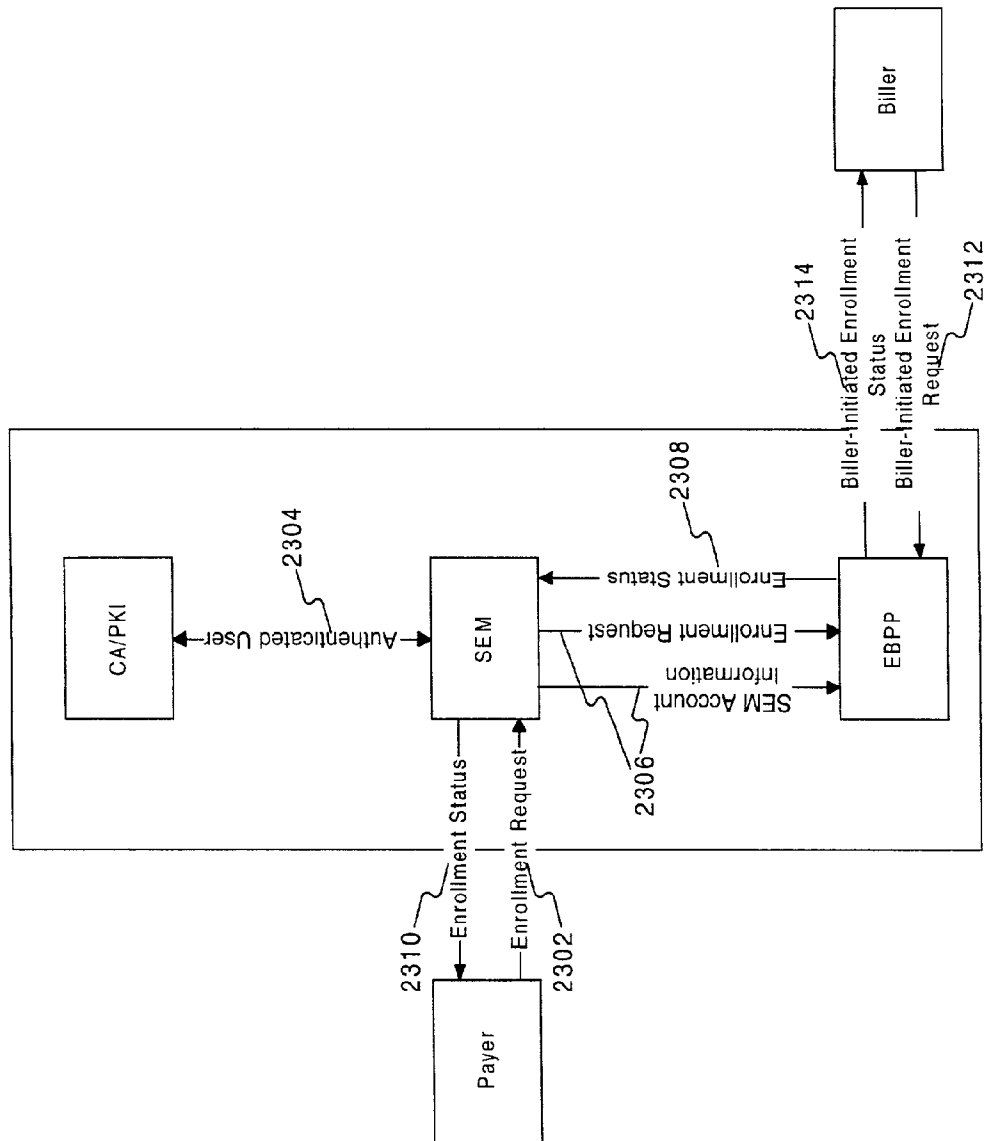 CA/PKI
2304
Authenticated User
Payer
2310
Enrollment Status
Enrollment Request
2302
SEM
2306
SEM Account
Information
Enrollment Request
Enrollment Status
2308
EBPP
2314
Biller-Initiated Enrollment
Status
Biller-Initiated Enrollment
Request
2312
Biller